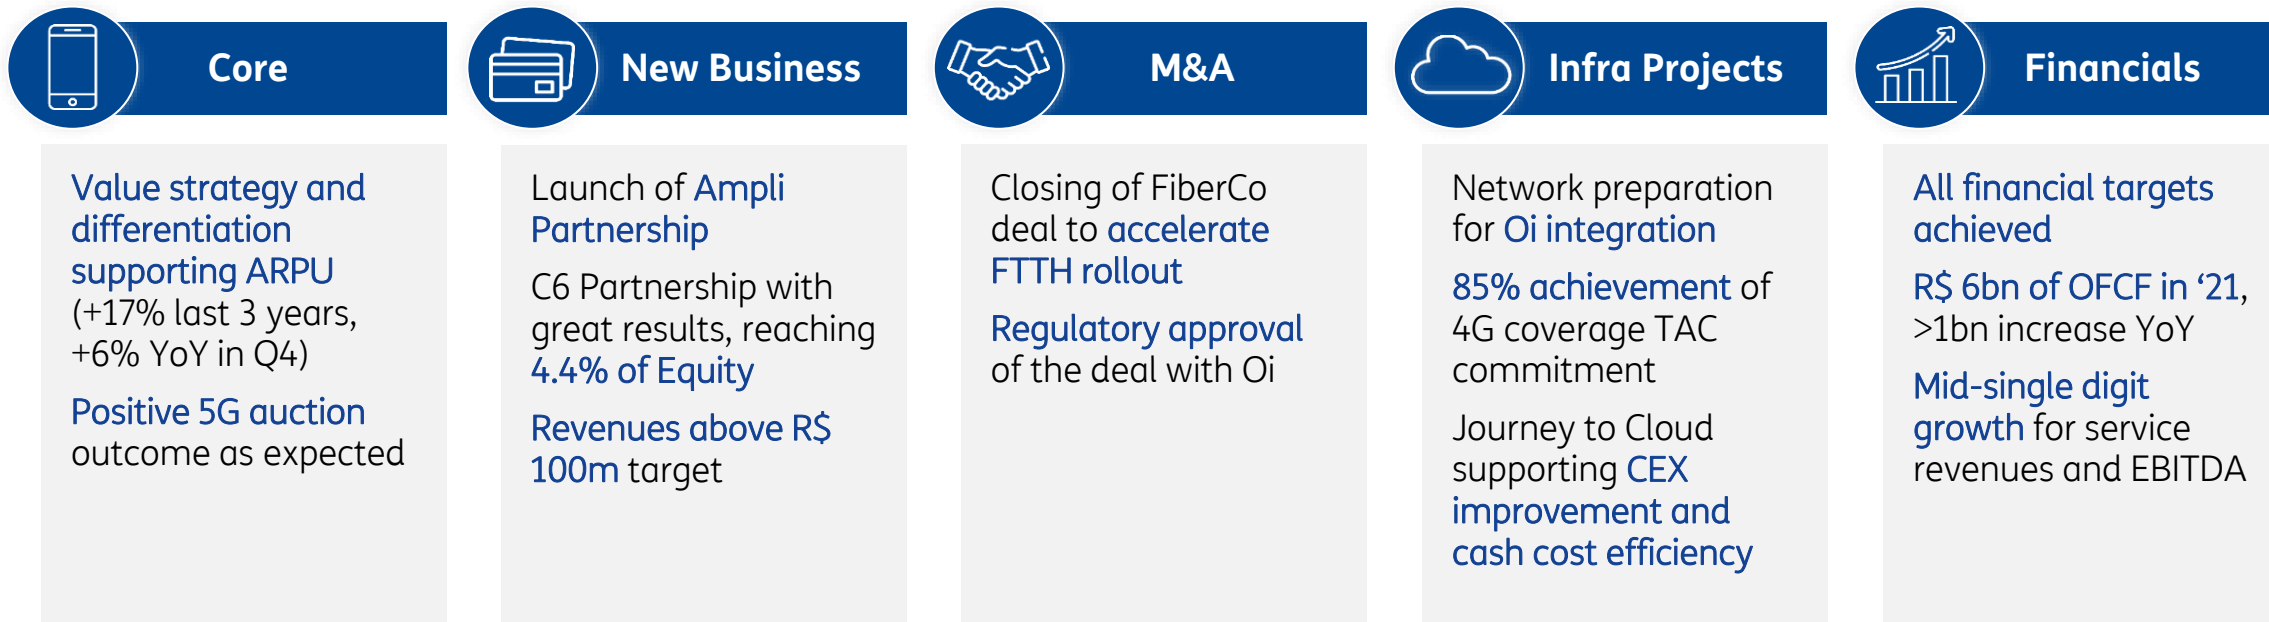 Core
Value strategy and
differentiation
supporting ARPU
(+17% last 3 years,
+6% YoY in Q4)
Positive 5G auction
outcome as expected
New Business
Launch of Ampli
Partnership
C6 Partnership with
great results, reaching
4.4% of Equity
Revenues above R$
100m target
M&A
Closing of FiberCo
deal to accelerate
FTTH rollout
Regulatory approval
of the deal with Oi
Infra Projects
Network preparation
for Oi integration
85% achievement of
4G coverage TAC
commitment
Journey to Cloud
supporting CEX
improvement and
cash cost efficiency
Financials
All financial targets
achieved
R$ 6bn of OFCF in ‘21,
>1bn increase YoY
Mid-single digit
growth for service
revenues and EBITDA